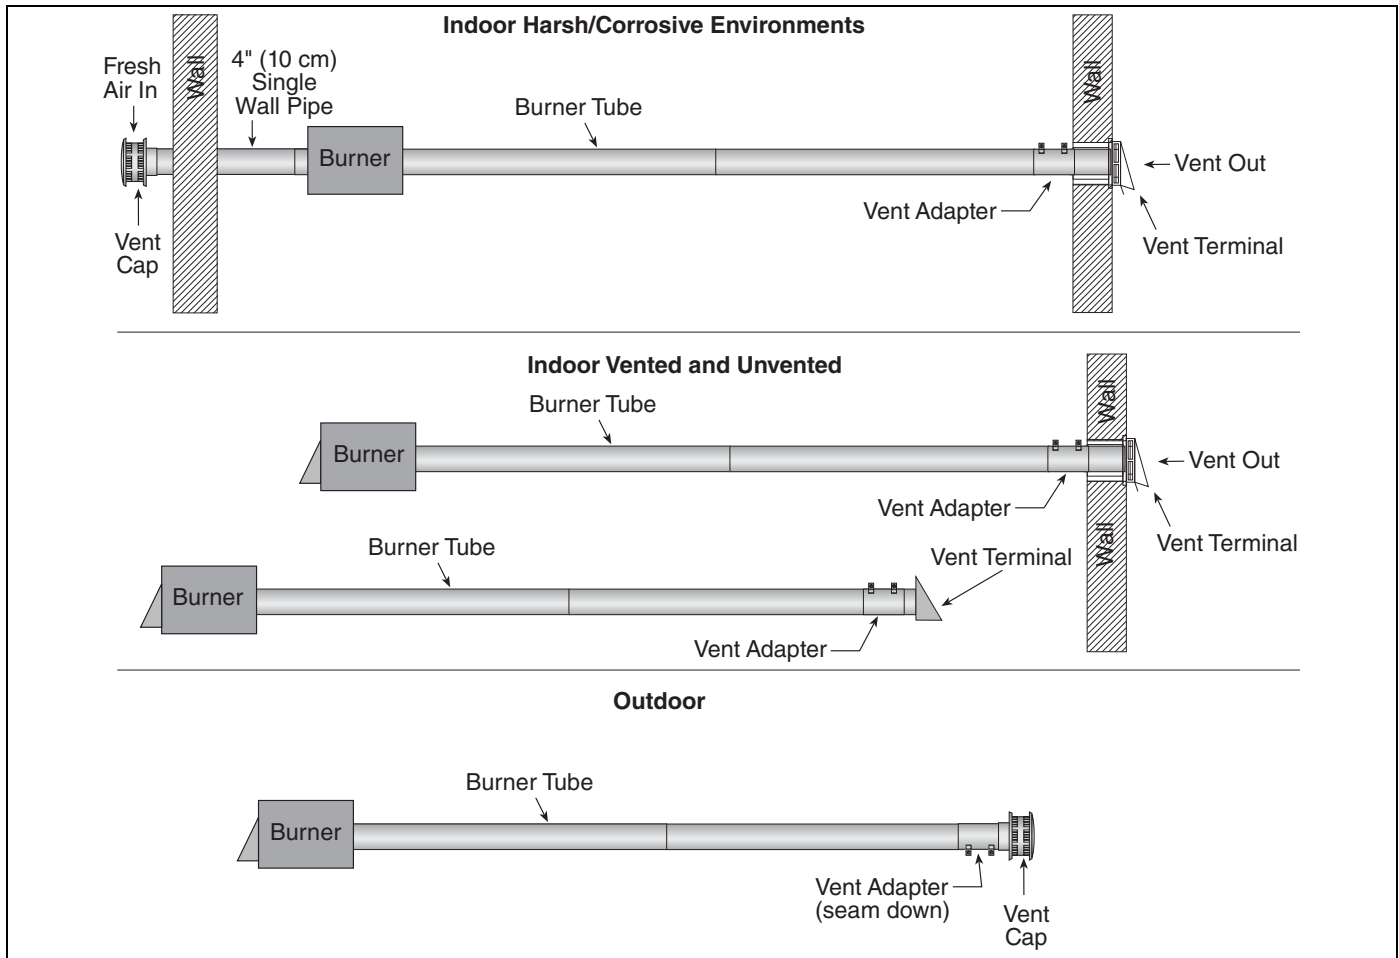 Indoor Harsh/Corrosive Environments
Fresh
Air In
Wall
4" (10 cm)
Single
Wall Pipe
Burner Tube
Wall
Burner
Vent Out
Vent Adapter
Vent
Cap
Vent Terminal
Indoor Vented and Unvented
Burner Tube
Wall
Burner
Vent Out
Vent Adapter
Wall
Vent Terminal
Burner Tube
Vent Terminal
Burner
Vent Adapter
Outdoor
Burner Tube
Burner
Vent Adapter
(seam down)
Vent
Cap